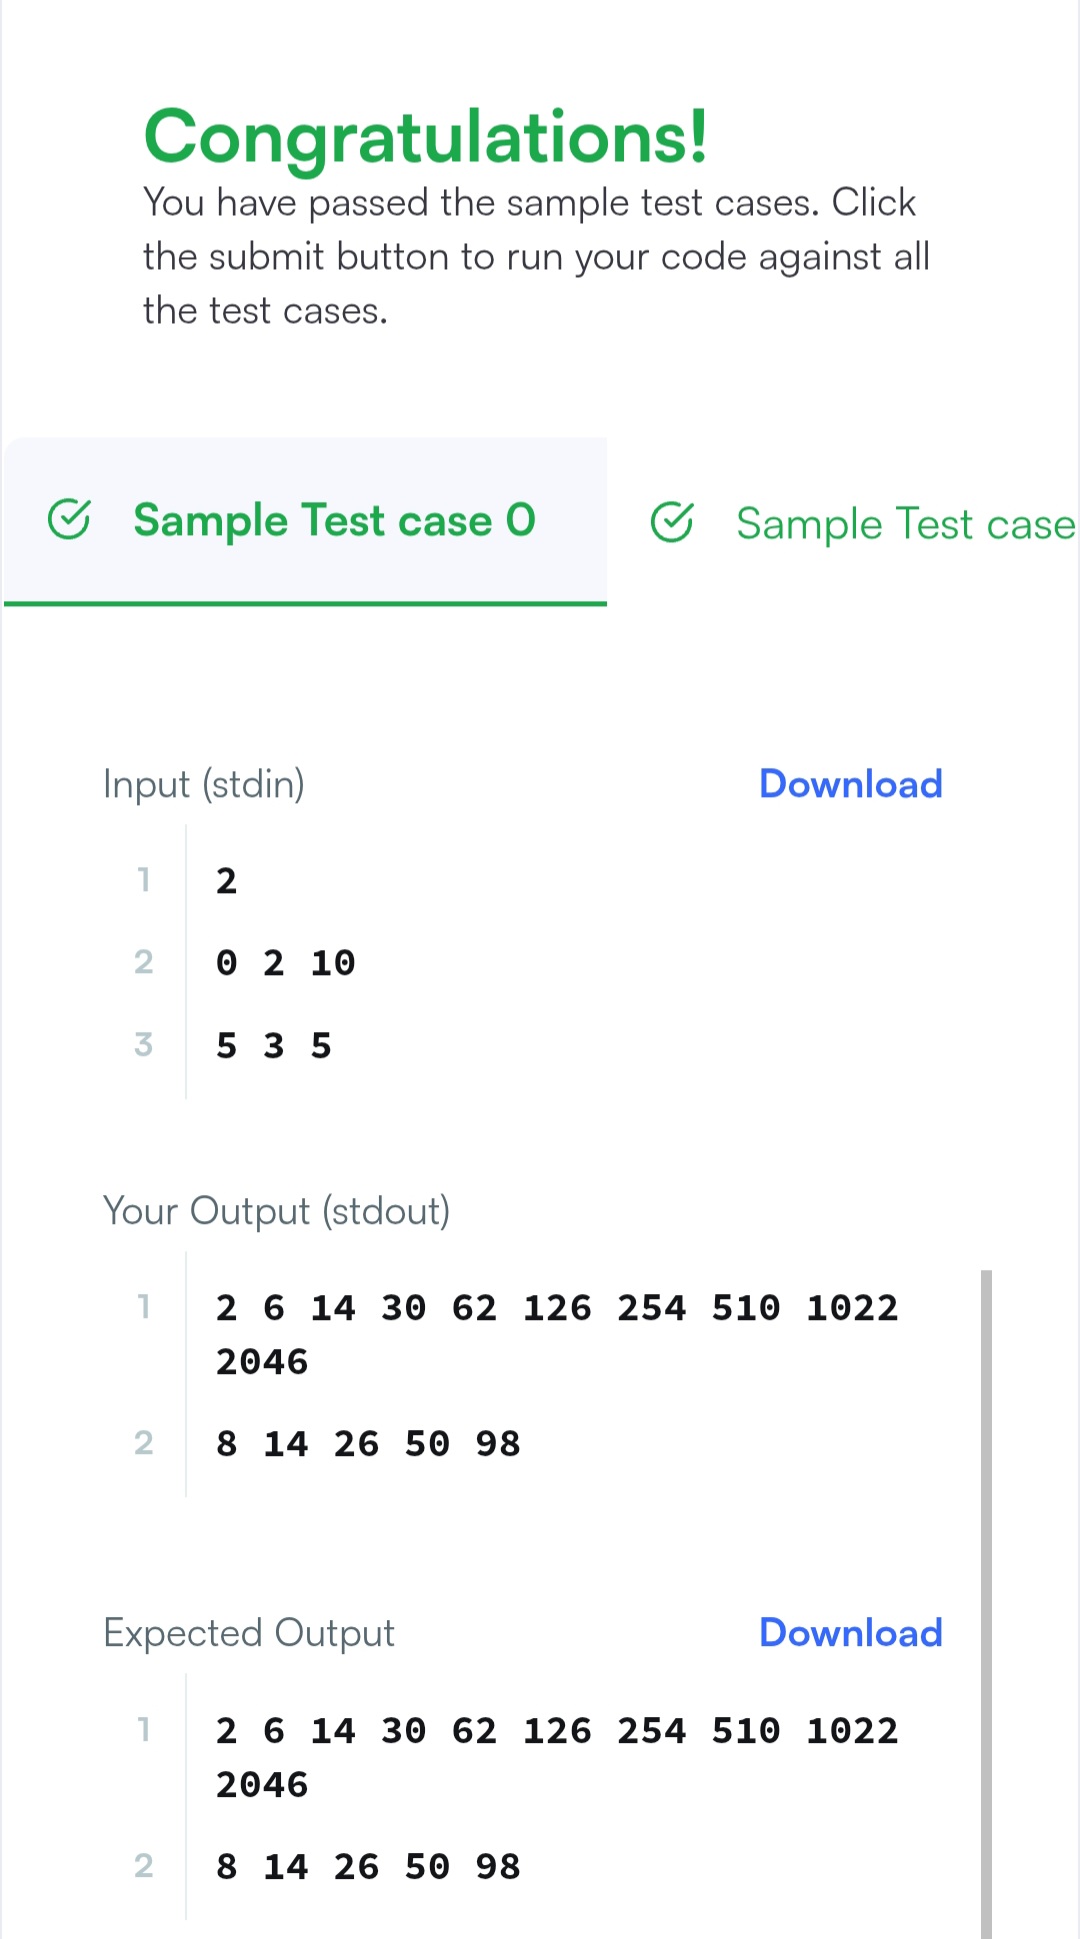 Congratulations!
You have passed the sample test cases. Click
the submit button to run your code against all
the test cases.
Sample Test case 0
Sample Test case
Input (stdin)
Download
1 2
2 0 2 10
3 5 3 5
Your Output (stdout)
1 2 6 14 30 62 126 254 510 1022
2046
2 8 14 26 50 98
Expected Output
Download
1 2 6 14 30 62 126 254 510 1022
2046
2 8 14 26 50 98